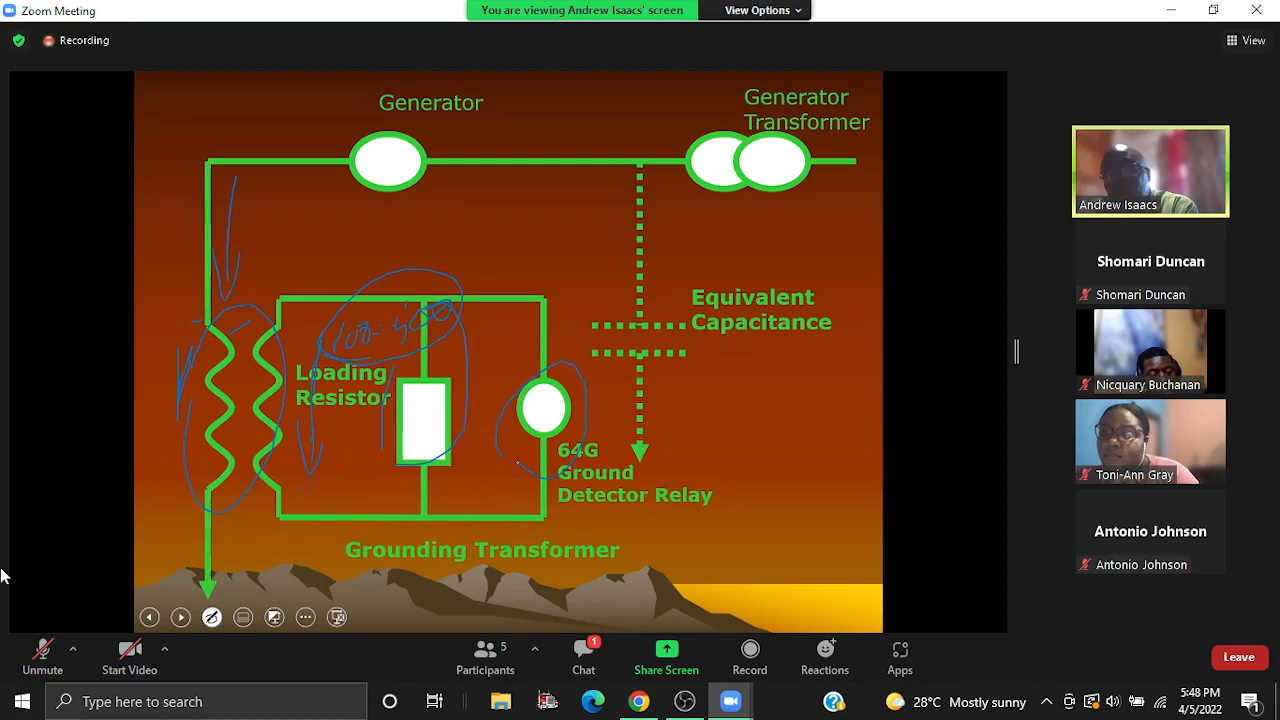 Zoom Meeting
You are viewing Andrew Isaacs' screen
View Options
Recording
View
Generator
Generator
Transformer
Equivalent
Capacitance
Loading
Resistor
64G
Ground
Detector Relay
Grounding Transformer
Andrew Isaacs
Shomari Duncan
Shomari Duncan
Nicquary Buchanan
Toni-Ann Gray
Antonio Johnson
Antonio Johnson
Unmute
Start Video
Participants
5
Chat
1
Share Screen
Record
Reactions
Apps
Leave
Type here to search
28°C Mostly sunny
5:48 PM
4/5/2022
1